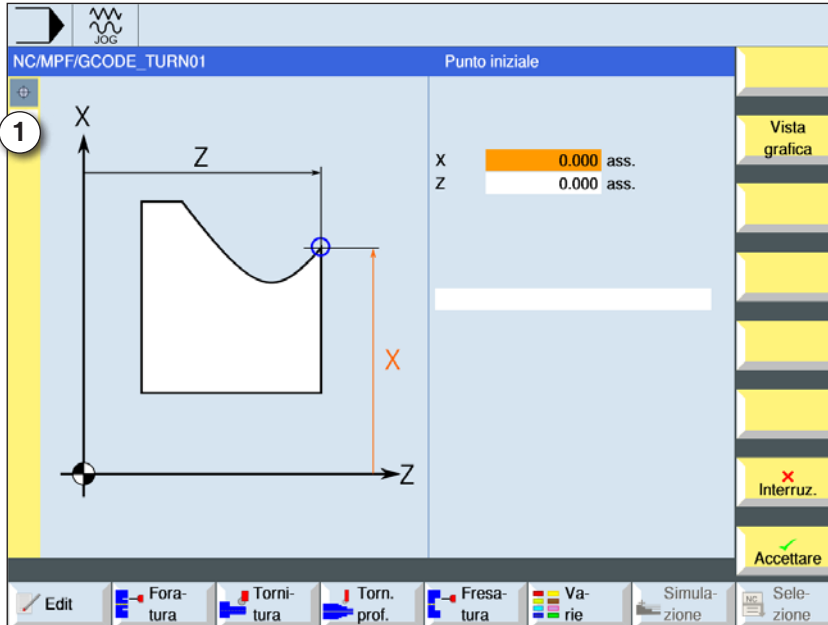 JOG
NC/MPF/GCODE_TURN01
Punto iniziale
1
X
Z
X
Z
X 0.000 ass.
Z 0.000 ass.
Vista
grafica
Interruz.
Accettare
Edit
Fora-
tura
Torni-
tura
Torn.
prof.
Fresa-
tura
Va-
rie
Simula-
zione
NC
Sele-
zione